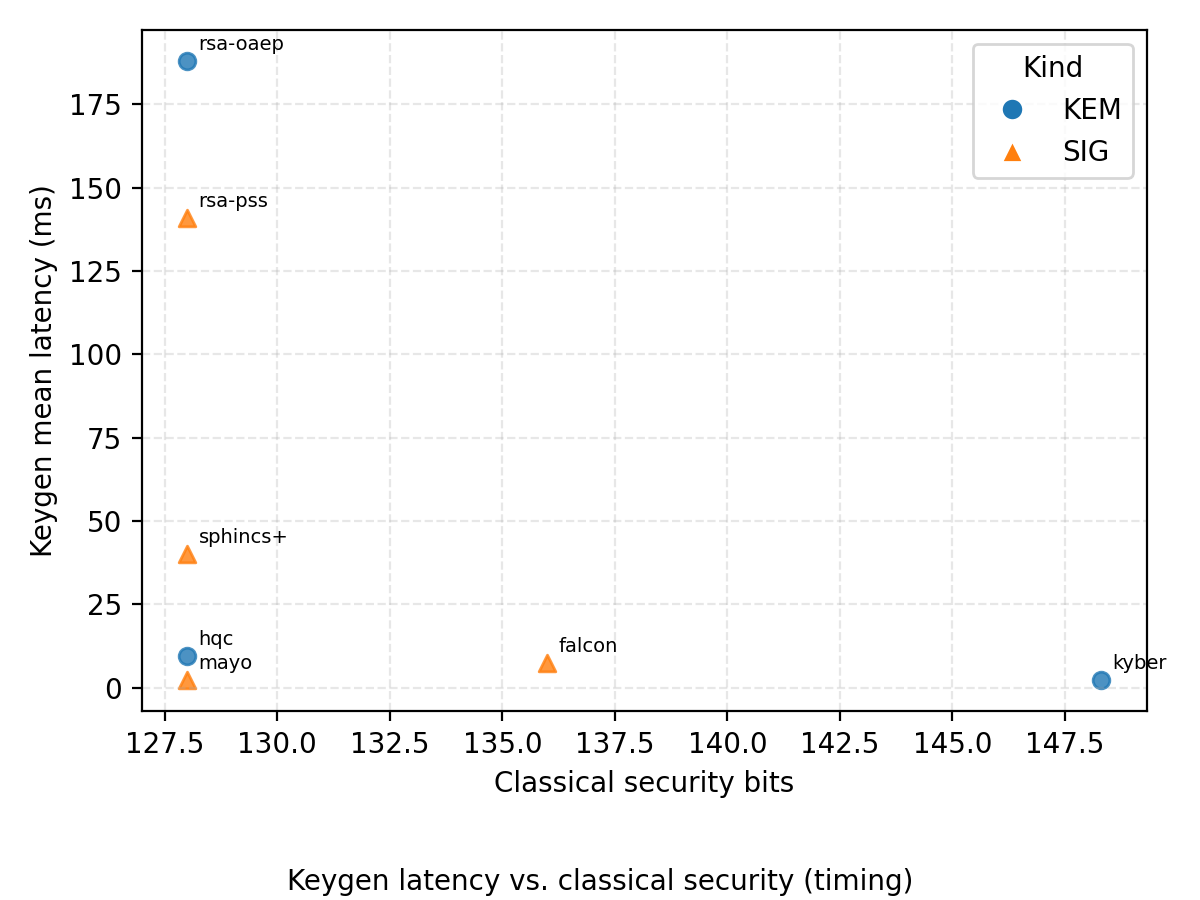 rsa-oaep
Kind
KEM
SIG
175
150
rsa-pss
125
100
75
50
sphincs+
25
hqc
mayo
falcon
kyber
0
Keygen mean latency (ms)
127.5 130.0 132.5 135.0 137.5 140.0 142.5 145.0 147.5
Classical security bits
Keygen latency vs. classical security (timing)